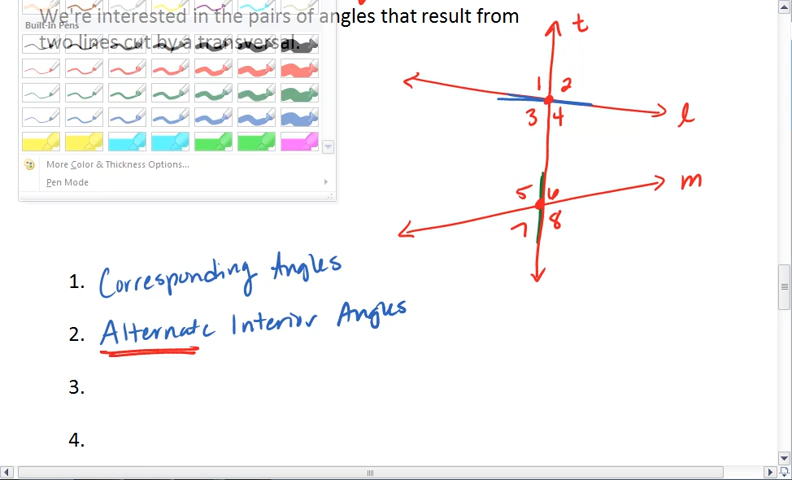 We're interested in the pairs of angles that result from
Built-In Pens
two lines cut by a transversal.
More Color & Thickness Options...
Pen Mode
t
1 2
3 4
l
5 6
m
7 8
1. Corresponding Angles
2. Alternate Interior Angles
3.
4.